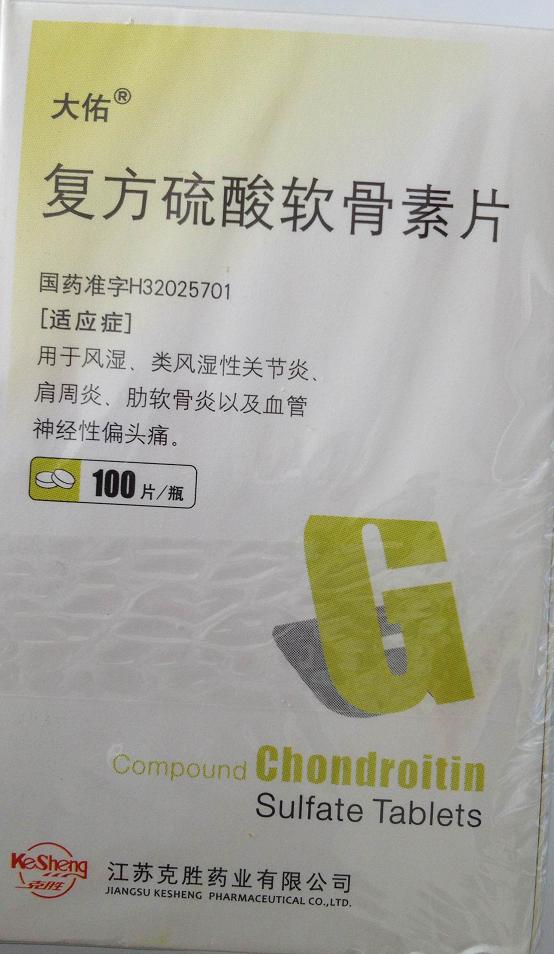 大佑®
复方硫酸软骨素片
国药准字H32025701
[适应症]
用于风湿、类风湿性关节炎、
肩周炎、肋软骨炎以及血管
神经性偏头痛。
100片/瓶
G
Compound Chondroitin
Sulfate Tablets
KeSheng
克胜
江苏克胜药业有限公司
JIANGSU KESHENG PHARMACEUTICAL CO.,LTD.